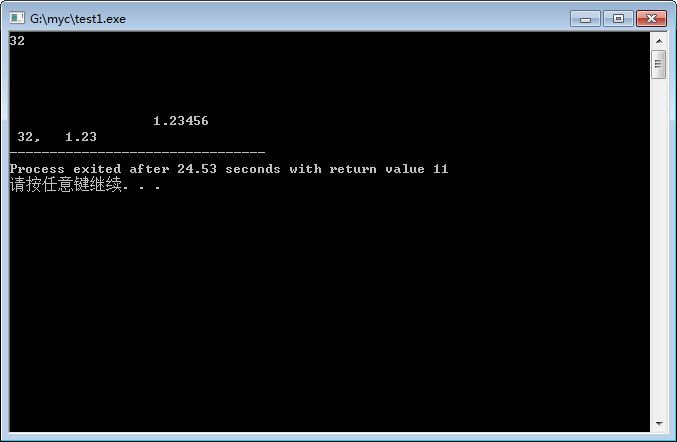 G:\myc\test1.exe
32
1.23456
32,   1.23
--------------------------------
Process exited after 24.53 seconds with return value 11
请按任意键继续. . .